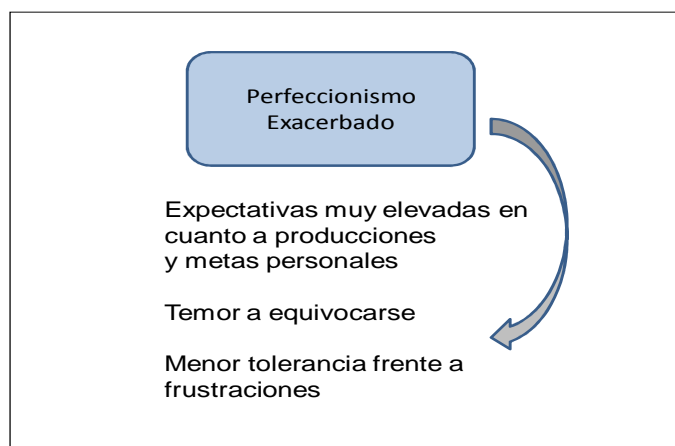 Perfeccionismo
Exacerbado
Expectativas muy elevadas en
cuanto a producciones
y metas personales
Temor a equivocarse
Menor tolerancia frente a
frustraciones